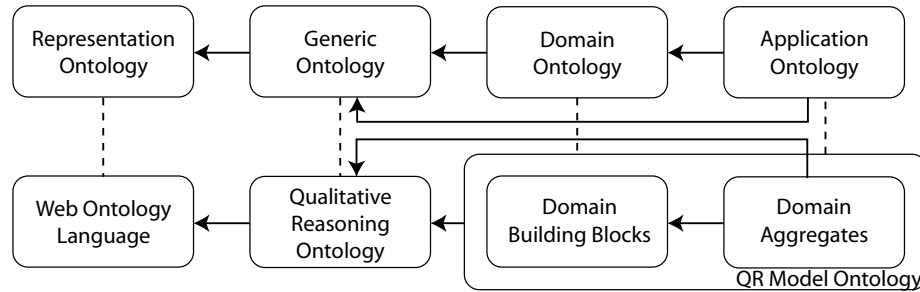 Representation
Ontology
Generic
Ontology
Domain
Ontology
Application
Ontology
Web Ontology
Language
Qualitative
Reasoning
Ontology
Domain
Building Blocks
Domain
Aggregates
QR Model Ontology